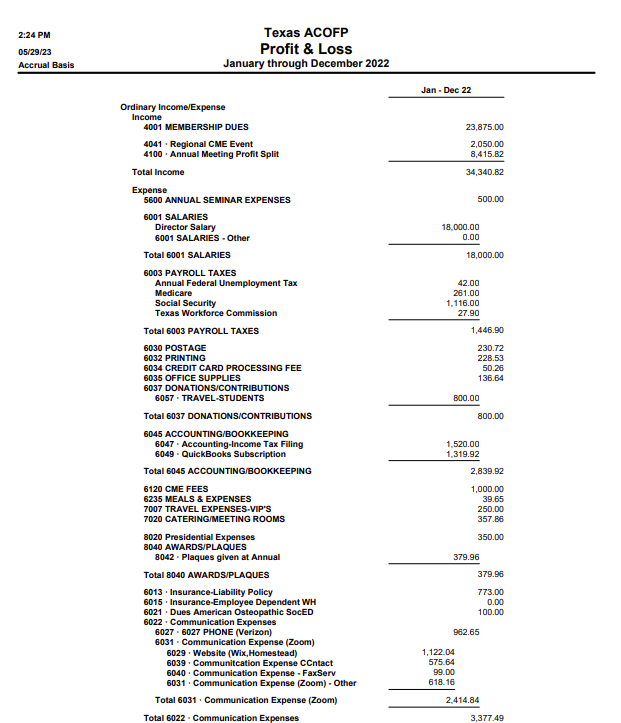 2:24 PM
05/29/23
Accrual Basis
Texas ACOFP
Profit & Loss
January through December 2022
Jan - Dec 22
Ordinary Income/Expense
Income
4001 MEMBERSHIP DUES 23,875.00
4041 · Regional CME Event 2,050.00
4100 · Annual Meeting Profit Split 8,415.82
Total Income 34,340.82
Expense
5600 ANNUAL SEMINAR EXPENSES 500.00
6001 SALARIES
Director Salary 18,000.00
6001 SALARIES - Other 0.00
Total 6001 SALARIES 18,000.00
6003 PAYROLL TAXES
Annual Federal Unemployment Tax 42.00
Medicare 261.00
Social Security 1,116.00
Texas Workforce Commission 27.90
Total 6003 PAYROLL TAXES 1,446.90
6030 POSTAGE 230.72
6032 PRINTING 228.53
6034 CREDIT CARD PROCESSING FEE 50.26
6035 OFFICE SUPPLIES 136.64
6037 DONATIONS/CONTRIBUTIONS
6057 · TRAVEL-STUDENTS 800.00
Total 6037 DONATIONS/CONTRIBUTIONS 800.00
6045 ACCOUNTING/BOOKKEEPING
6047 · Accounting-Income Tax Filing 1,520.00
6049 · QuickBooks Subscription 1,319.92
Total 6045 ACCOUNTING/BOOKKEEPING 2,839.92
6120 CME FEES 1,000.00
6235 MEALS & EXPENSES 39.65
7007 TRAVEL EXPENSES-VIP'S 250.00
7020 CATERING/MEETING ROOMS 357.86
8020 Presidential Expenses 350.00
8040 AWARDS/PLAQUES
8042 · Plaques given at Annual 379.96
Total 8040 AWARDS/PLAQUES 379.96
6013 · Insurance-Liability Policy 773.00
6015 · Insurance-Employee Dependent WH 0.00
6021 · Dues American Osteopathic SocED 100.00
6022 · Communication Expenses
6027 · 6027 PHONE (Verizon) 962.65
6031 · Communication Expense (Zoom)
6029 · Website (Wix,Homestead) 1,122.04
6039 · Communitcation Expense CCntact 575.64
6040 · Communication Expense - FaxServ 99.00
6031 · Communication Expense (Zoom) - Other 618.16
Total 6031 · Communication Expense (Zoom) 2,414.84
Total 6022 · Communication Expenses 3,377.49